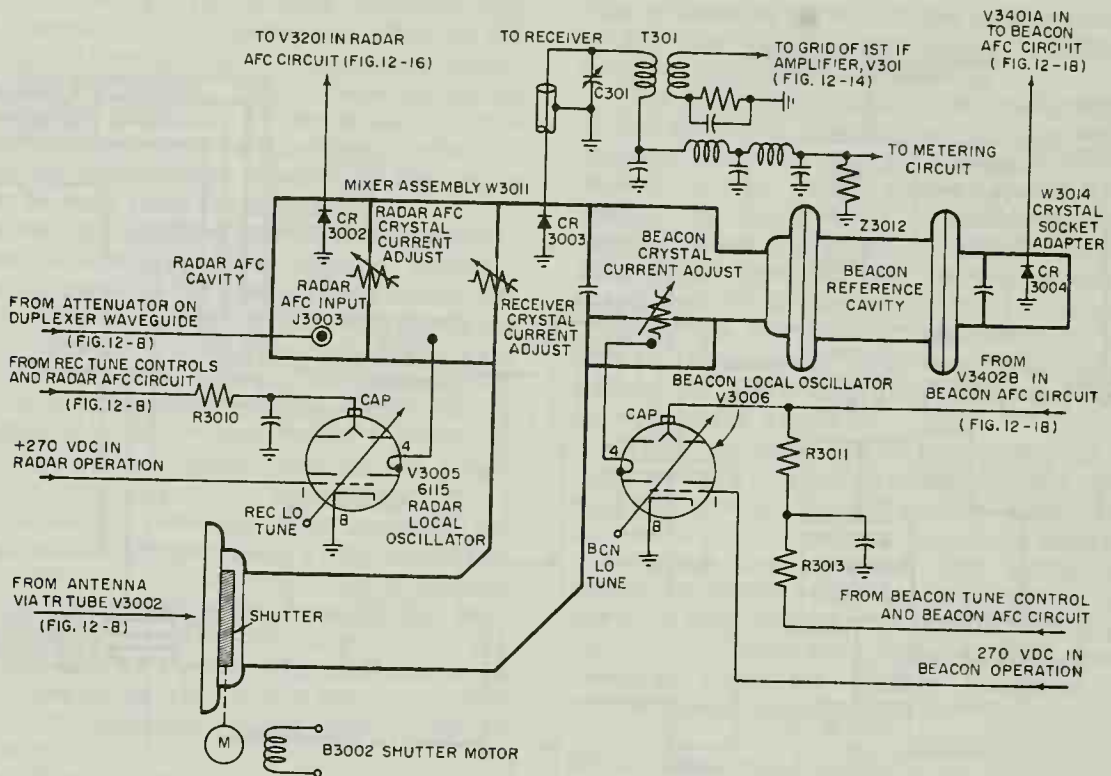 TO V3201 IN RADAR
AFC CIRCUIT (FIG. 12-16)
TO RECEIVER
T301
C301
TO GRID OF 1ST IF
AMPLIFIER, V301
(FIG. 12-14)
V3401A IN
TO BEACON
AFC CIRCUIT
(FIG. 12-18)
TO METERING
CIRCUIT
MIXER ASSEMBLY W3011
CR
3002
RADAR AFC
CRYSTAL
CURRENT
ADJUST
CR
3003
BEACON
CRYSTAL
CURRENT ADJUST
Z3012
W3014
CRYSTAL
SOCKET
ADAPTER
RADAR AFC
CAVITY
RADAR
AFC INPUT
J3003
RECEIVER
CRYSTAL
CURRENT
ADJUST
BEACON
REFERENCE
CAVITY
CR
3004
FROM ATTENUATOR ON
DUPLEXER WAVEGUIDE
(FIG. 12-8)
FROM REC TUNE CONTROLS
AND RADAR AFC CIRCUIT
(FIG. 12-8)
R3010
CAP
4
V3005
6115
RADAR
LOCAL
OSCILLATOR
+270 VDC IN
RADAR OPERATION
1
8
REC LO
TUNE
BEACON LOCAL OSCILLATOR
V3006
CAP
4
1
8
BCN
LO
TUNE
FROM
V3402B IN
BEACON AFC CIRCUIT
(FIG. 12-18)
R3011
R3013
FROM BEACON TUNE CONTROL
AND BEACON AFC CIRCUIT
270 VDC IN
BEACON OPERATION
FROM ANTENNA
VIA TR TUBE V3002
(FIG. 12-8)
SHUTTER
M
B3002 SHUTTER MOTOR